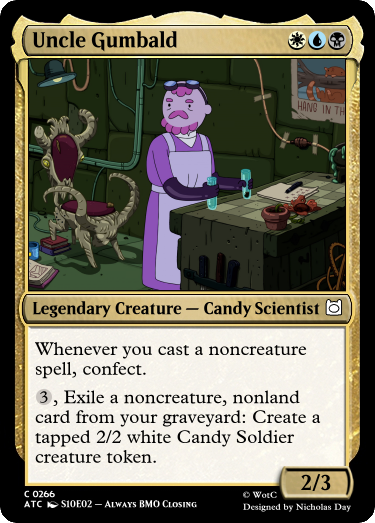 Uncle Gumbald
HANG IN TH
Legendary Creature — Candy Scientist
Whenever you cast a noncreature
spell, confect.
3, Exile a noncreature, nonland
card from your graveyard: Create a
tapped 2/2 white Candy Soldier
creature token.
2/3
C 0266
ATC S10E02 – Always BMO Closing
© WotC
Designed by Nicholas Day